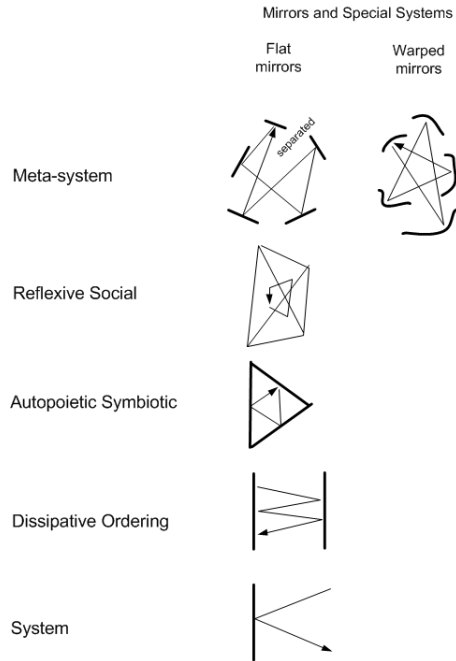 Mirrors and Special Systems
Flat
mirrors
Warped
mirrors
separated
Meta-system
Reflexive Social
Autopoietic Symbiotic
Dissipative Ordering
System